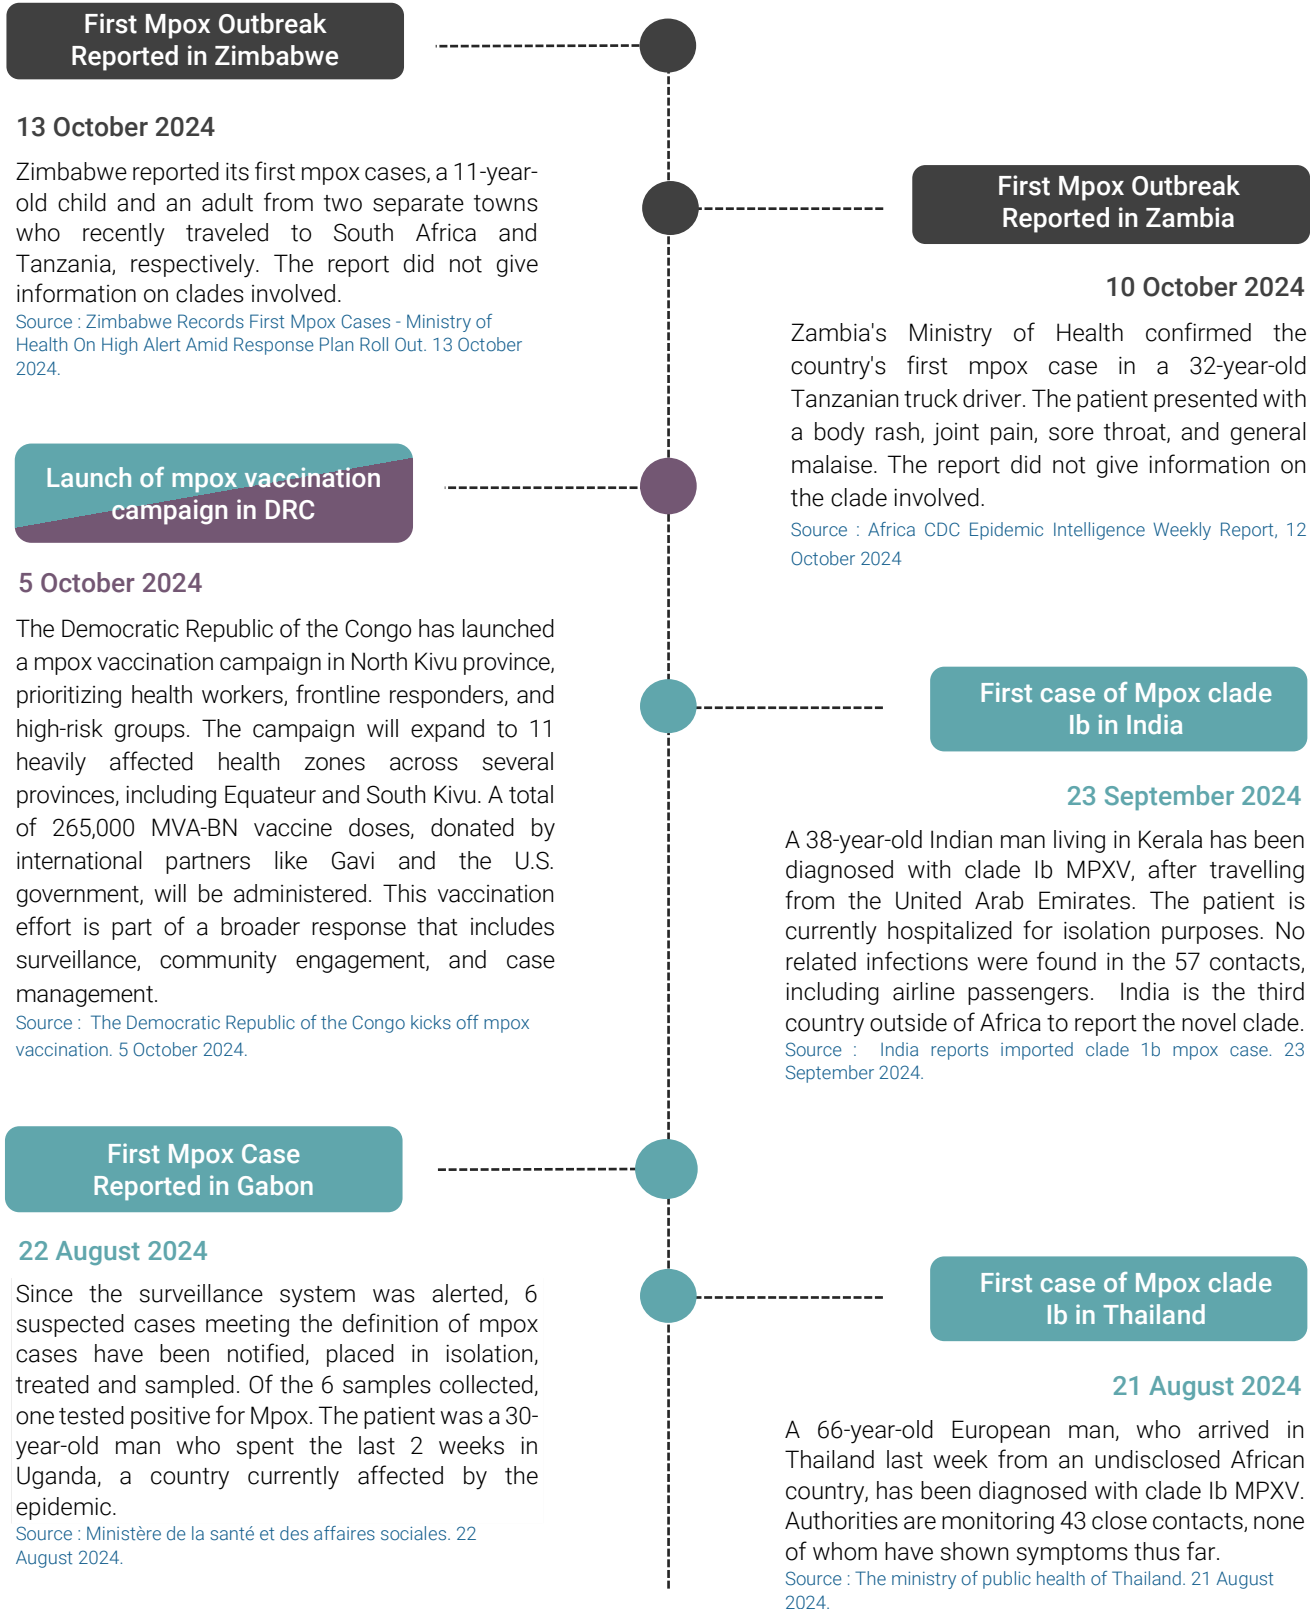 First Mpox Outbreak
Reported in Zimbabwe
13 October 2024
Zimbabwe reported its first mpox cases, a 11-year-
old child and an adult from two separate towns
who recently traveled to South Africa and
Tanzania, respectively. The report did not give
information on clades involved.
Source : Zimbabwe Records First Mpox Cases - Ministry of
Health On High Alert Amid Response Plan Roll Out. 13 October
2024.
First Mpox Outbreak
Reported in Zambia
10 October 2024
Zambia's Ministry of Health confirmed the
country's first mpox case in a 32-year-old
Tanzanian truck driver. The patient presented with
a body rash, joint pain, sore throat, and general
malaise. The report did not give information on
the clade involved.
Source : Africa CDC Epidemic Intelligence Weekly Report, 12
October 2024
Launch of mpox vaccination
campaign in DRC
5 October 2024
The Democratic Republic of the Congo has launched
a mpox vaccination campaign in North Kivu province,
prioritizing health workers, frontline responders, and
high-risk groups. The campaign will expand to 11
heavily affected health zones across several
provinces, including Equateur and South Kivu. A total
of 265,000 MVA-BN vaccine doses, donated by
international partners like Gavi and the U.S.
government, will be administered. This vaccination
effort is part of a broader response that includes
surveillance, community engagement, and case
management.
Source : The Democratic Republic of the Congo kicks off mpox
vaccination. 5 October 2024.
First case of Mpox clade
Ib in India
23 September 2024
A 38-year-old Indian man living in Kerala has been
diagnosed with clade Ib MPXV, after travelling
from the United Arab Emirates. The patient is
currently hospitalized for isolation purposes. No
related infections were found in the 57 contacts,
including airline passengers. India is the third
country outside of Africa to report the novel clade.
Source : India reports imported clade 1b mpox case. 23
September 2024.
First Mpox Case
Reported in Gabon
22 August 2024
Since the surveillance system was alerted, 6
suspected cases meeting the definition of mpox
cases have been notified, placed in isolation,
treated and sampled. Of the 6 samples collected,
one tested positive for Mpox. The patient was a 30-
year-old man who spent the last 2 weeks in
Uganda, a country currently affected by the
epidemic.
Source : Ministère de la santé et des affaires sociales. 22
August 2024.
First case of Mpox clade
Ib in Thailand
21 August 2024
A 66-year-old European man, who arrived in
Thailand last week from an undisclosed African
country, has been diagnosed with clade Ib MPXV.
Authorities are monitoring 43 close contacts, none
of whom have shown symptoms thus far.
Source : The ministry of public health of Thailand. 21 August
2024.